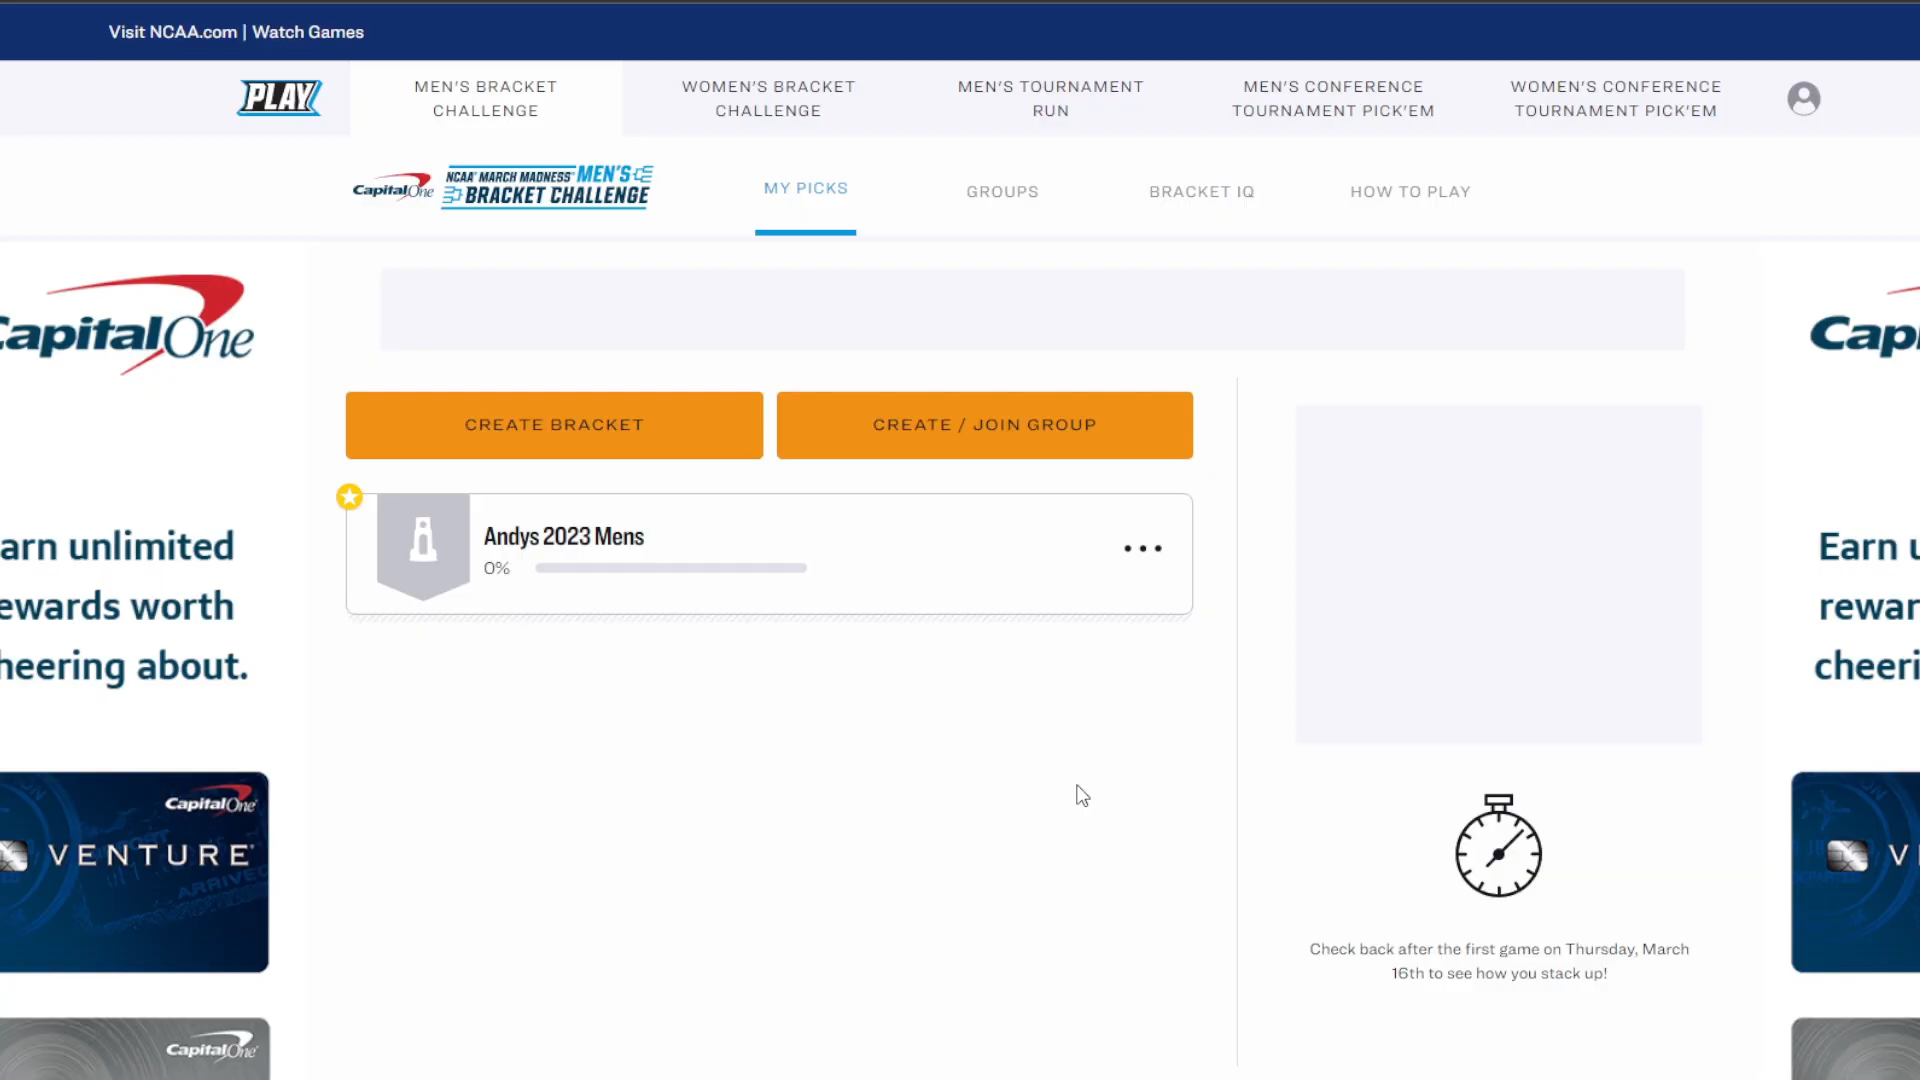 Visit NCAA.com | Watch Games
PLAY
MEN'S BRACKET
CHALLENGE
WOMEN'S BRACKET
CHALLENGE
MEN'S TOURNAMENT
RUN
MEN'S CONFERENCE
TOURNAMENT PICK'EM
WOMEN'S CONFERENCE
TOURNAMENT PICK'EM
CapitalOne
NCAA MARCH MADNESS MEN'S
BRACKET CHALLENGE
MY PICKS
GROUPS
BRACKET IQ
HOW TO PLAY
CapitalOne
Cap
CREATE BRACKET
CREATE / JOIN GROUP
Andys 2023 Mens
0%
arn unlimited
ewards worth
heering about.
Earn u
rewar
cheeri
CapitalOne
VENTURE
ARRIVED
V
Check back after the first game on Thursday, March
16th to see how you stack up!
CapitalOne